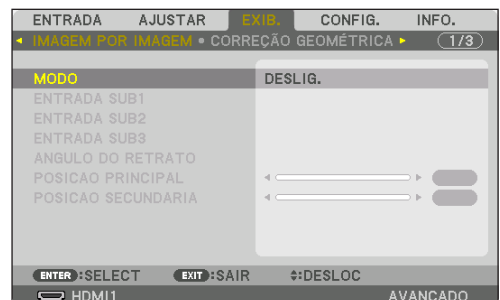 ENTRADA AJUSTAR EXIB. CONFIG. INFO.
IMAGEM POR IMAGEM • CORREÇÃO GEOMÉTRICA 1/3
MODO DESLIG.
ENTRADA SUB1
ENTRADA SUB2
ENTRADA SUB3
ANGULO DO RETRATO
POSICAO PRINCIPAL
POSICAO SECUNDARIA
ENTER :SELECT EXIT :SAIR :DESLOC
HDMI1 AVANCADO